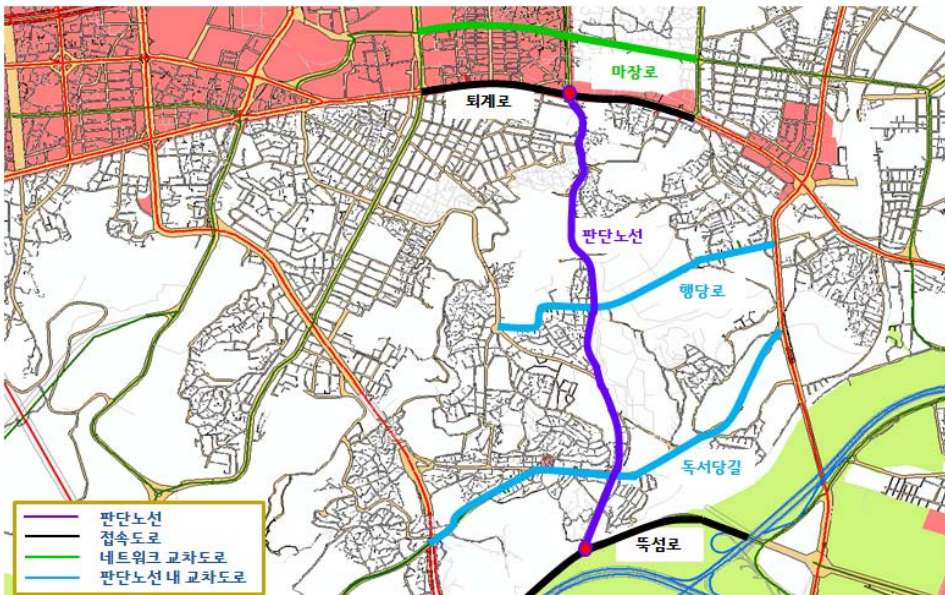 마장로
퇴계로
판단노선
행당로
독서당길
뚝섬로
판단노선
접속도로
네트워크 교차도로
판단노선 내 교차도로